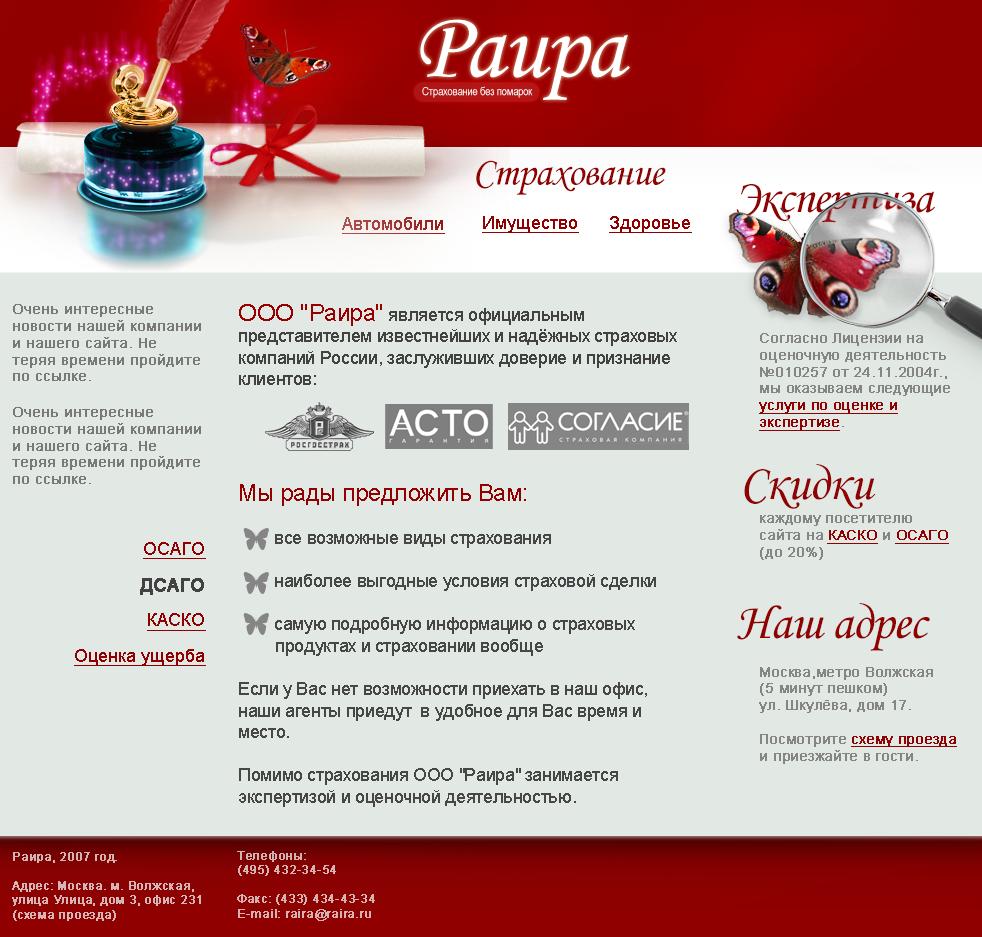 Раира
Страхование без помарок
Страхование
Автомобили Имущество Здоровье
Экспертиза
Очень интересные
новости нашей компании
и нашего сайта. Не
теряя времени пройдите
по ссылке.
Очень интересные
новости нашей компании
и нашего сайта. Не
теряя времени пройдите
по ссылке.
ОСАГО
ДСАГО
КАСКО
Оценка ущерба
ООО "Раира" является официальным
представителем известнейших и надёжных страховых
компаний России, заслуживших доверие и признание
клиентов:
РОСГОССТРАХ
АСТО
ГАРАНТИЯ
СОГЛАСИЕ®
СТРАХОВАЯ КОМПАНИЯ
Мы рады предложить Вам:
все возможные виды страхования
наиболее выгодные условия страховой сделки
самую подробную информацию о страховых
продуктах и страховании вообще
Если у Вас нет возможности приехать в наш офис,
наши агенты приедут в удобное для Вас время и
место.
Помимо страхования ООО "Раира" занимается
экспертизой и оценочной деятельностью.
Согласно Лицензии на
оценочную деятельность
№010257 от 24.11.2004г.,
мы оказываем следующие
услуги по оценке и
экспертизе.
Скидки
каждому посетителю
сайта на КАСКО и ОСАГО
(до 20%)
Наш адрес
Москва,метро Волжская
(5 минут пешком)
ул. Шкулёва, дом 17.
Посмотрите схему проезда
и приезжайте в гости.
Раира, 2007 год.
Адрес: Москва. м. Волжская,
улица Улица, дом 3, офис 231
(схема проезда)
Телефоны:
(495) 432-34-54
Факс: (433) 434-43-34
E-mail: raira@raira.ru